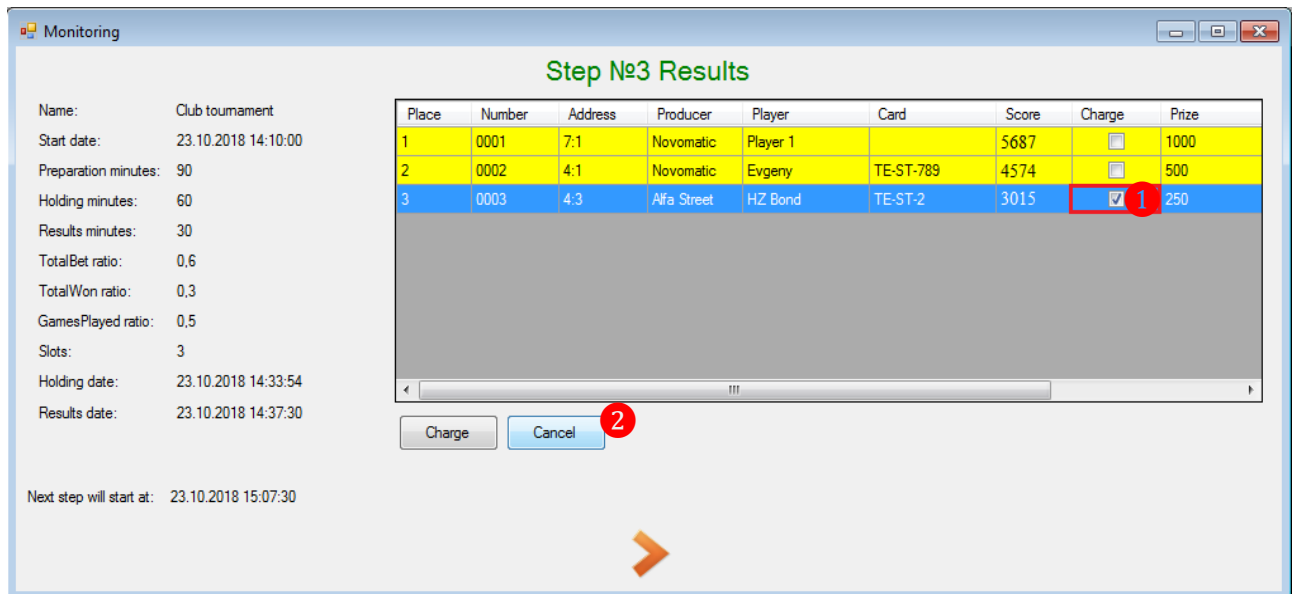 Monitoring
Step №3 Results
Name: Club tournament
Start date: 23.10.2018 14:10:00
Preparation minutes: 90
Holding minutes: 60
Results minutes: 30
TotalBet ratio: 0,6
TotalWon ratio: 0,3
GamesPlayed ratio: 0,5
Slots: 3
Holding date: 23.10.2018 14:33:54
Results date: 23.10.2018 14:37:30
Place Number Address Producer Player Card Score Charge Prize
1 0001 7:1 Novomatic Player 1 5687 1000
2 0002 4:1 Novomatic Evgeny TE-ST-789 4574 500
3 0003 4:3 Alfa Street HZ Bond TE-ST-2 3015 1 250
Charge Cancel 2
Next step will start at: 23.10.2018 15:07:30